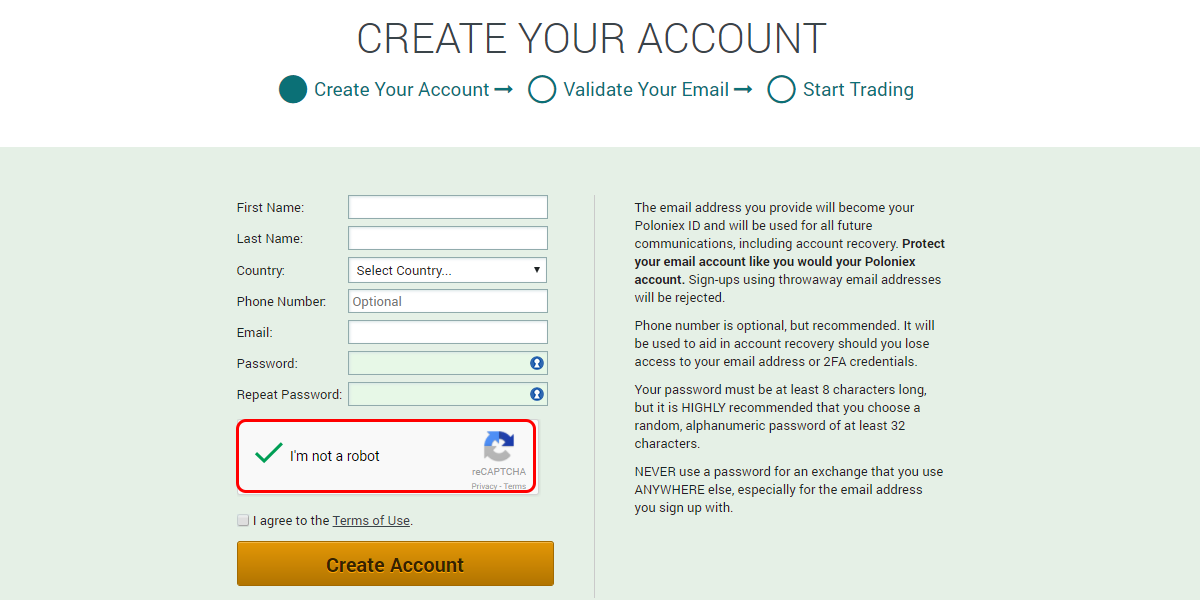 CREATE YOUR ACCOUNT
Create Your Account → Validate Your Email → Start Trading
First Name:
Last Name:
Country: Select Country...
Phone Number: Optional
Email:
Password:
Repeat Password:
I'm not a robot
reCAPTCHA
Privacy - Terms
I agree to the Terms of Use.
Create Account
The email address you provide will become your
Poloniex ID and will be used for all future
communications, including account recovery. Protect
your email account like you would your Poloniex
account. Sign-ups using throwaway email addresses
will be rejected.
Phone number is optional, but recommended. It will
be used to aid in account recovery should you lose
access to your email address or 2FA credentials.
Your password must be at least 8 characters long,
but it is HIGHLY recommended that you choose a
random, alphanumeric password of at least 32
characters.
NEVER use a password for an exchange that you use
ANYWHERE else, especially for the email address
you sign up with.